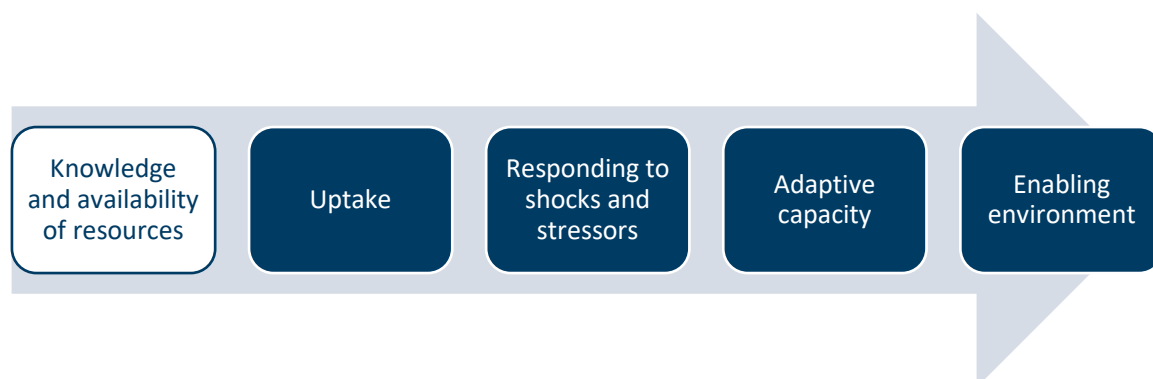 Knowledge
and availability
of resources
Uptake
Responding to
shocks and
stressors
Adaptive
capacity
Enabling
environment